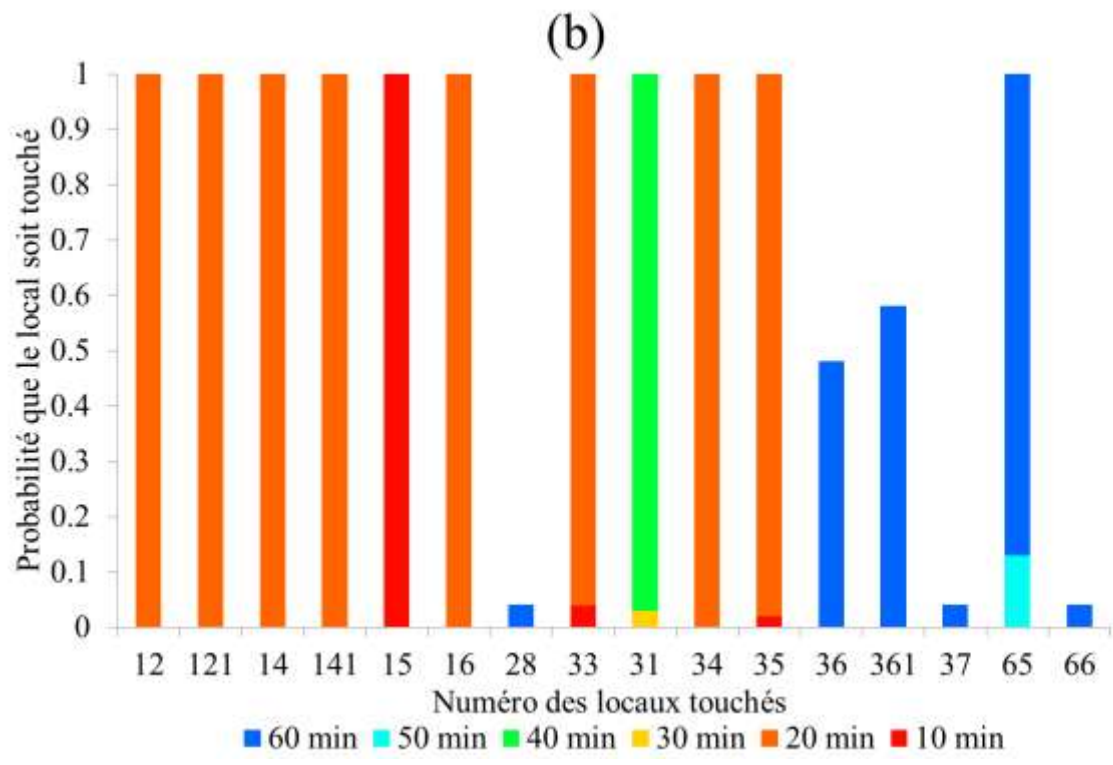 (b)
Probabilité que le local soit touché
1
0.9
0.8
0.7
0.6
0.5
0.4
0.3
0.2
0.1
0
12 121 14 141 15 16 28 33 31 34 35 36 361 37 65 66
Numéro des locaux touchés
60 min 50 min 40 min 30 min 20 min 10 min